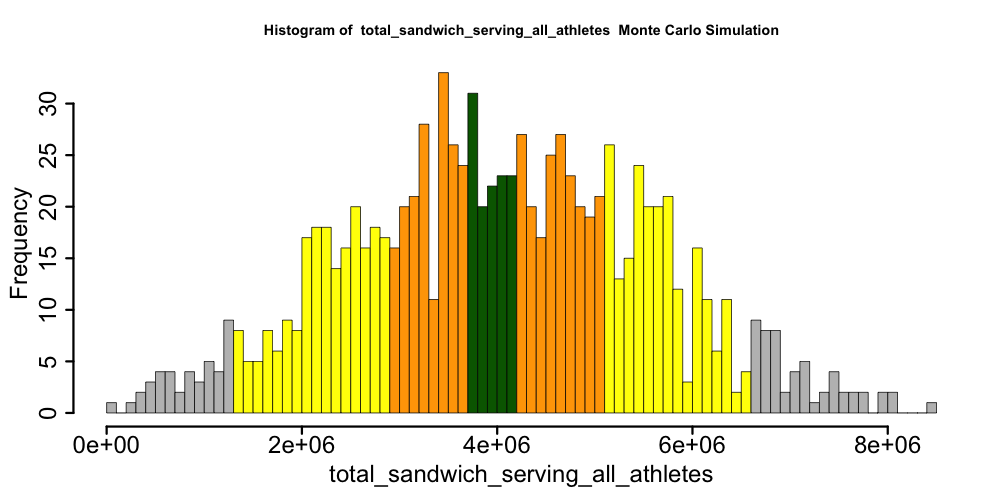 Histogram of total_sandwich_serving_all_athletes Monte Carlo Simulation
Frequency
30
25
20
15
10
5
0
0e+00 2e+06 4e+06 6e+06 8e+06
total_sandwich_serving_all_athletes